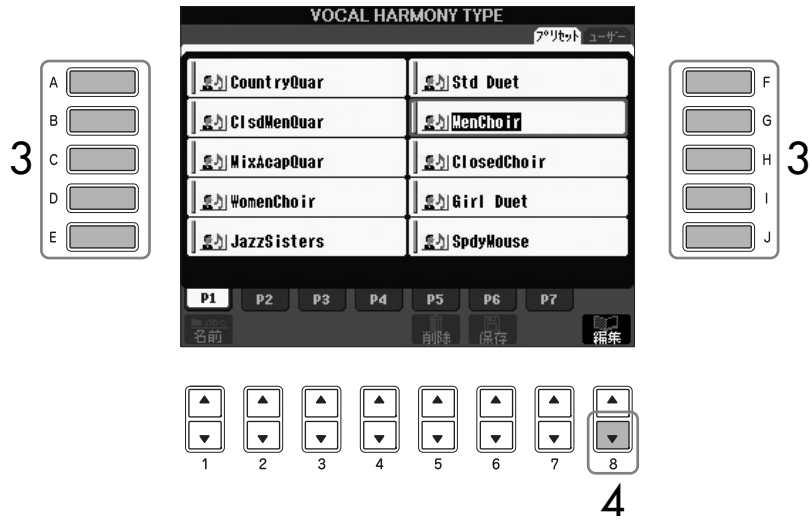 VOCAL HARMONY TYPE
プリセット ユーザー
A CountryQuar Std Duet F
B ClsdMenQuar MenChoir G
3 C MixAcapQuar ClosedChoir H 3
D WomenChoir Girl Duet I
E JazzSisters SpdyMouse J
P1 P2 P3 P4 P5 P6 P7
abc
名前 削除 保存 編集
1 2 3 4 5 6 7 8
4